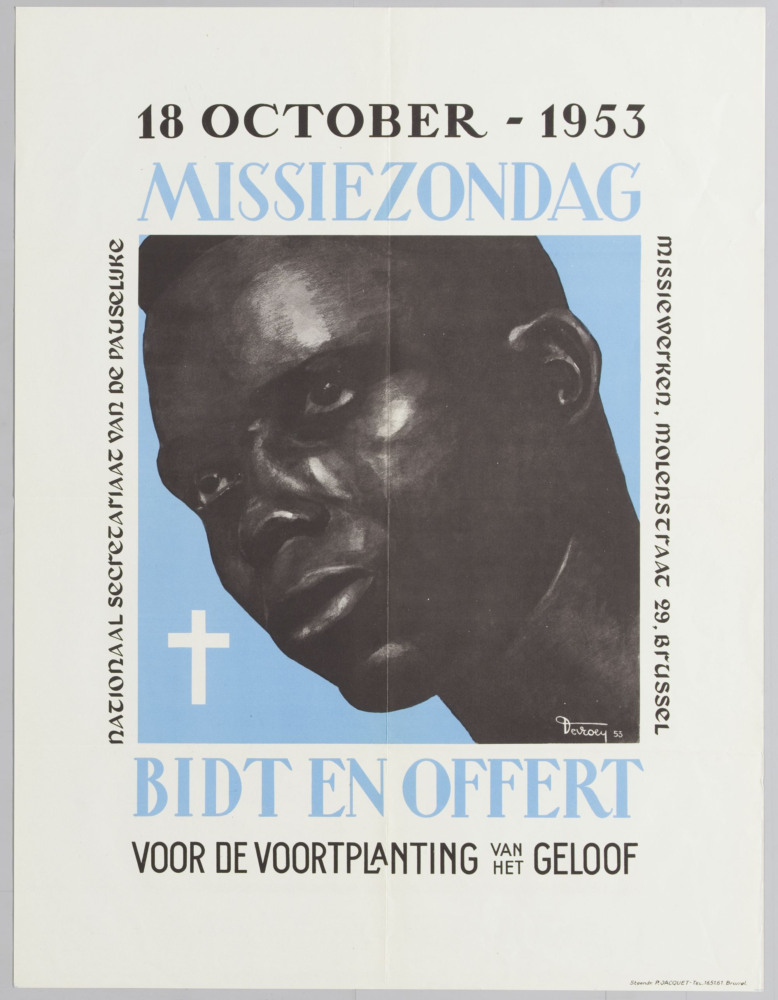 18 OCTOBER - 1953
MISSIEZONDAG
NATIONAAL SECRETARIAAT VAN DE PAUSELIJKE
MISSIEWERKEN, MOLENSTRAAT 29, BRUSSEL
Devroey 53
BIDT EN OFFERT
VOOR DE VOORTPLANTING VAN HET GELOOF
Steendr. P. JACQUET - TEL. 16.51.61. Brussel.